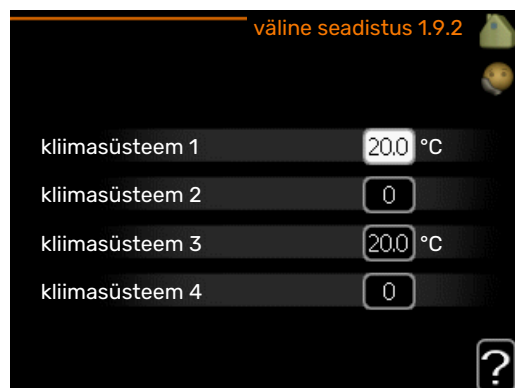 väline seadistus 1.9.2
kliimasüsteem 1 20.0 °C
kliimasüsteem 2 0
kliimasüsteem 3 20.0 °C
kliimasüsteem 4 0
?